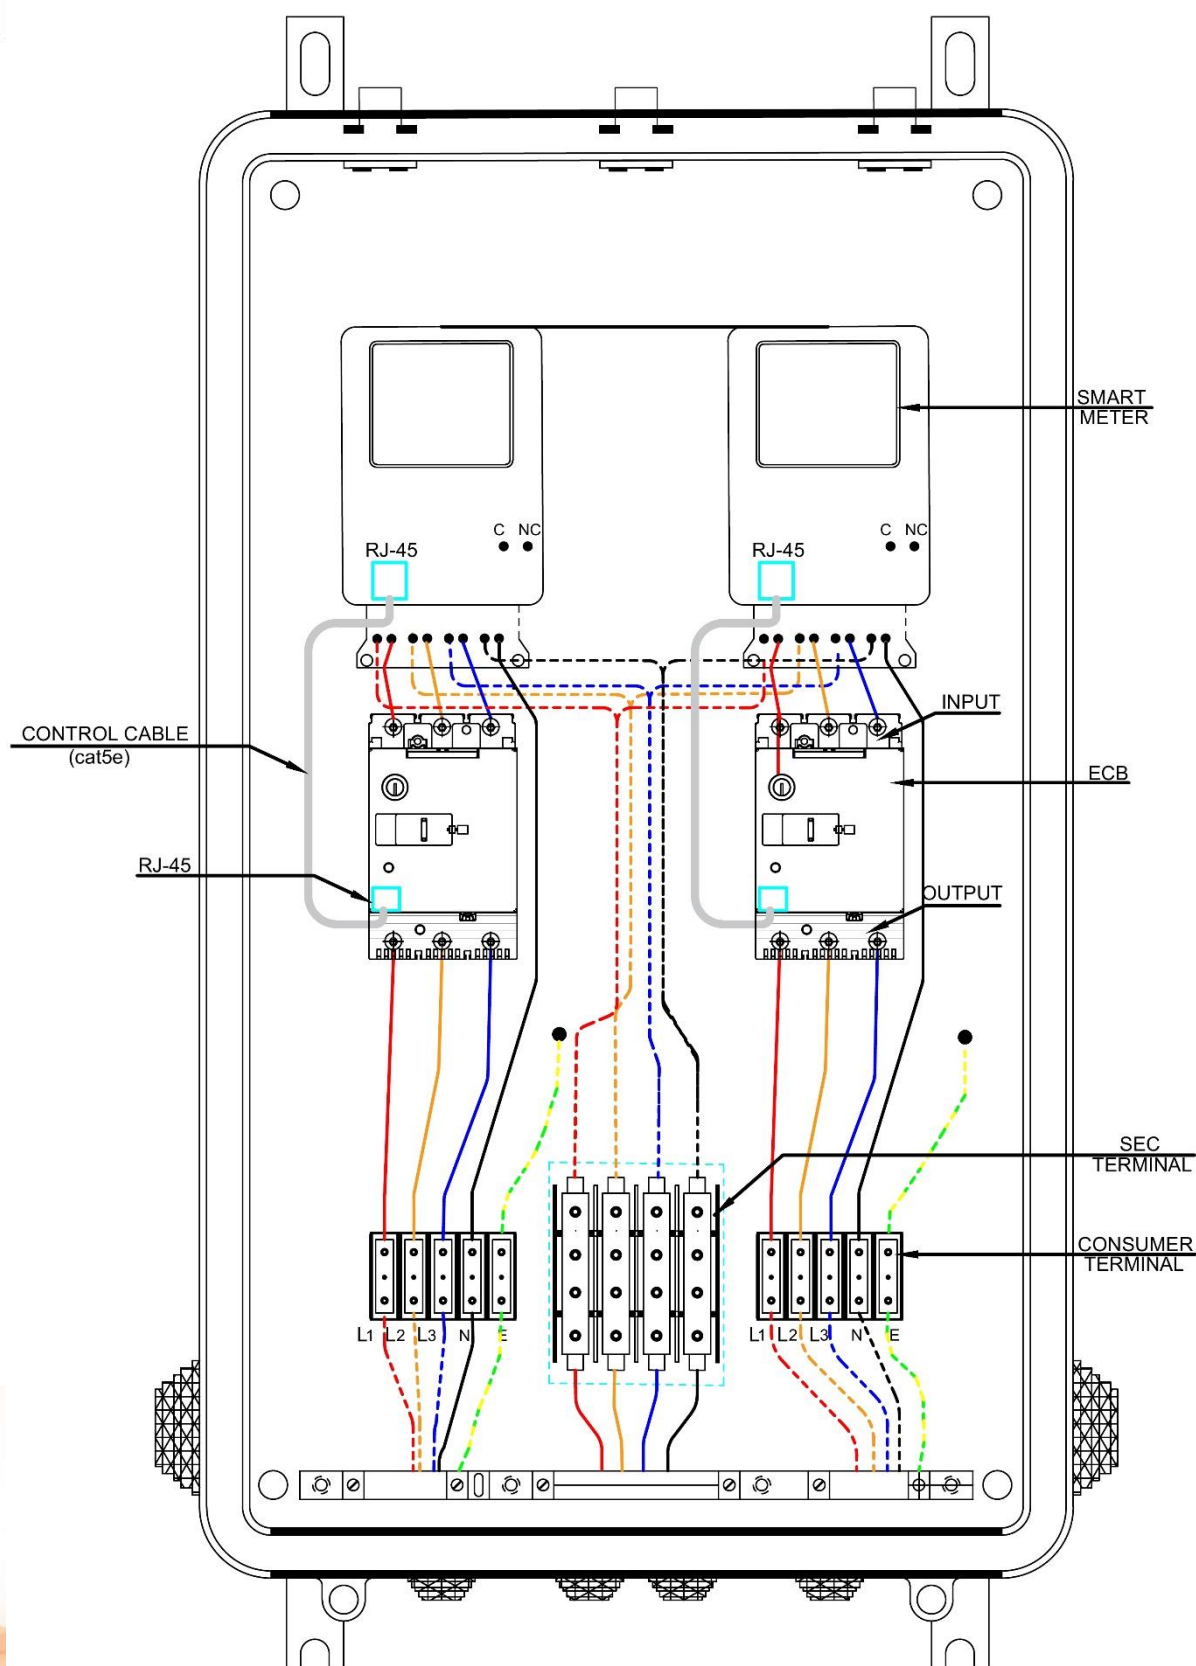 SMART
METER
C NC
RJ-45
C NC
RJ-45
INPUT
CONTROL CABLE
(cat5e)
ECB
RJ-45
OUTPUT
SEC
TERMINAL
CONSUMER
TERMINAL
L1 L2 L3 N E
L1 L2 L3 N E